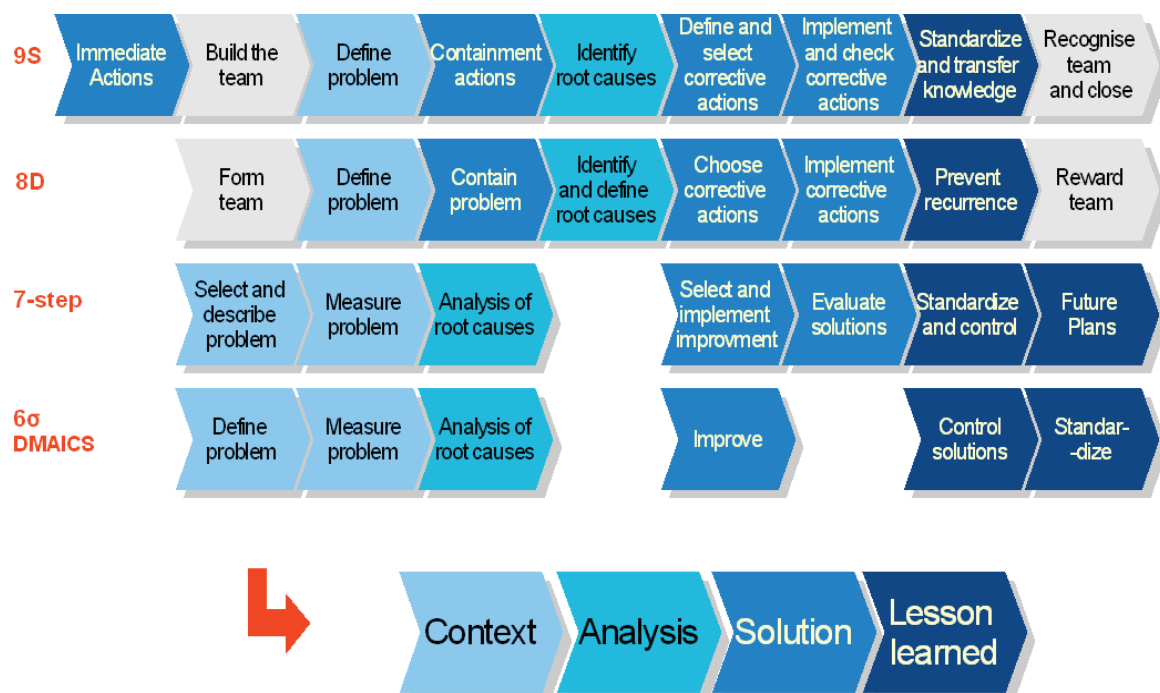 9S
Immediate
Actions
Build the
team
Define
problem
Containment
actions
Identify
root causes
Define and
select
corrective
actions
Implement
and check
corrective
actions
Standardize
and transfer
knowledge
Recognise
team
and close
8D
Form
team
Define
problem
Contain
problem
Identify
and define
root causes
Choose
corrective
actions
Implement
corrective
actions
Prevent
recurrence
Reward
team
7-step
Select and
describe
problem
Measure
problem
Analysis of
root causes
Select and
implement
improvment
Evaluate
solutions
Standardize
and control
Future
Plans
6σ
DMAICS
Define
problem
Measure
problem
Analysis of
root causes
Improve
Control
solutions
Standar-
-dize
Context
Analysis
Solution
Lesson
learned